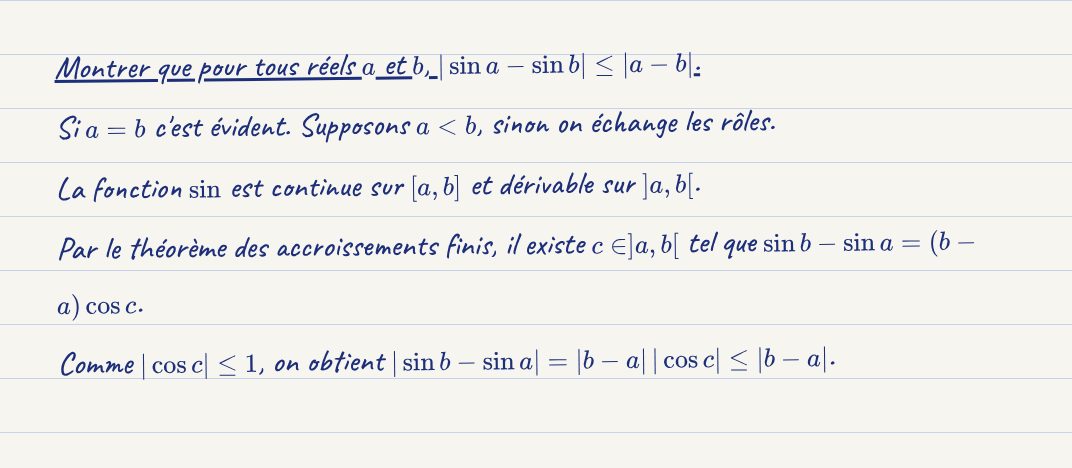 Montrer que pour tous réels a et b, | sin a − sin b| ≤ |a − b|.
Si a = b c'est évident. Supposons a < b, sinon on échange les rôles.
La fonction sin est continue sur [a, b] et dérivable sur ]a, b[.
Par le théorème des accroissements finis, il existe c ∈]a, b[ tel que sin b − sin a = (b −
a) cos c.
Comme | cos c| ≤ 1, on obtient | sin b − sin a| = |b − a| | cos c| ≤ |b − a|.